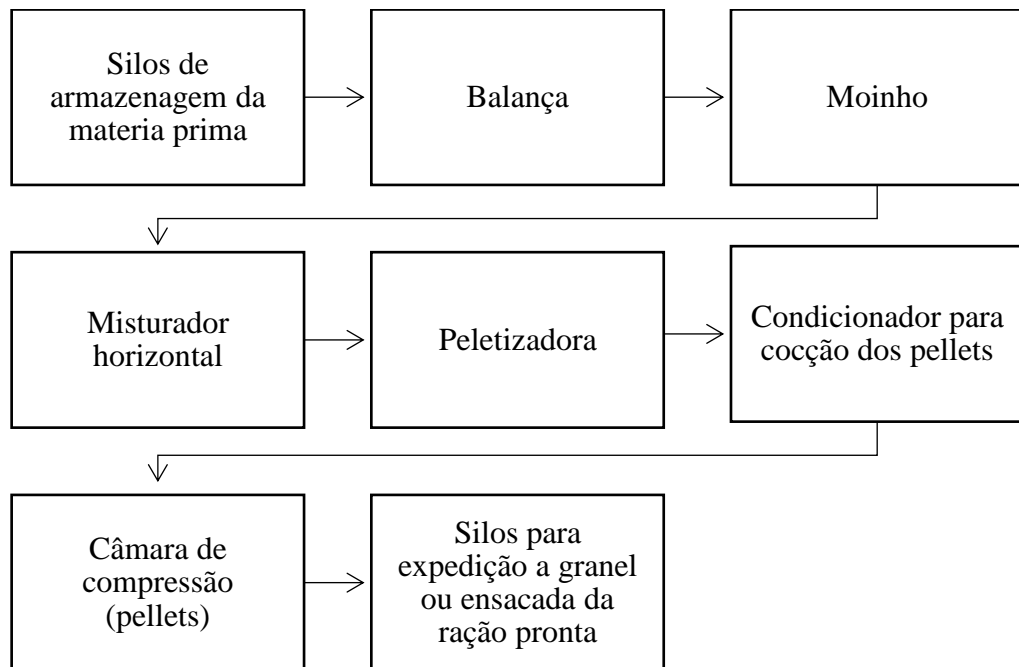 Silos de
armazenagem da
materia prima
Balança
Moinho
Misturador
horizontal
Peletizadora
Condicionador para
cocção dos pellets
Câmara de
compressão
(pellets)
Silos para
expedição a granel
ou ensacada da
ração pronta